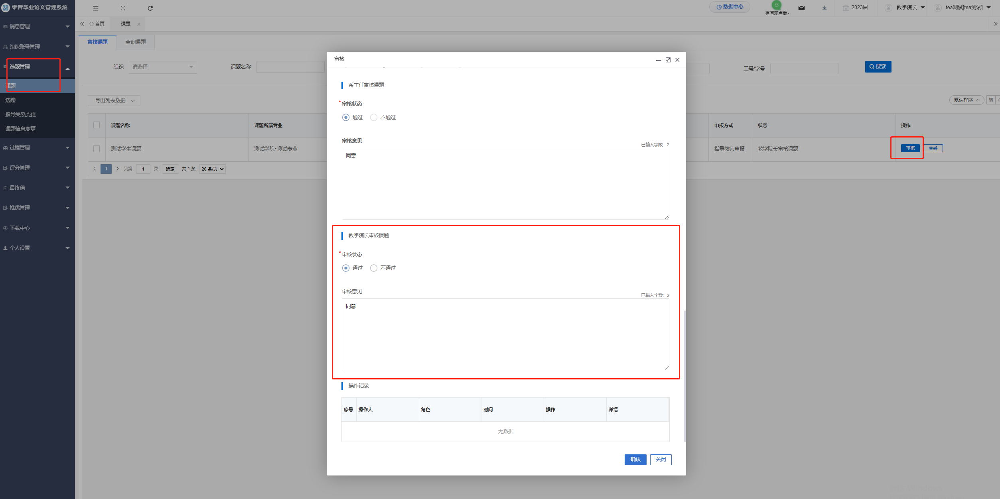 维普毕业论文管理系统
数据中心
有问题点我~
2023届
教学院长
tea测试[tea测试]
首页
课题
消息管理
组织账号管理
选题管理
课题
选题
指导关系变更
课题信息变更
过程管理
评分管理
最终稿
推优管理
下载中心
个人设置
审核课题
查询课题
组织
请选择
课题名称
工号/学号
搜索
导出列表数据
默认排序
课题名称
课题所属专业
申报方式
状态
操作
测试学生课题
测试学院~测试专业
指导教师申报
教学院长审核课题
审核
查看
1
到第
1
页
确定
共 1 条
20 条/页
审核
系主任审核课题
*审核状态
通过
不通过
审核意见
已输入字数：2
同意
教学院长审核课题
*审核状态
通过
不通过
审核意见
已输入字数：2
同意
操作记录
序号
操作人
角色
时间
操作
详情
无数据
确认
关闭